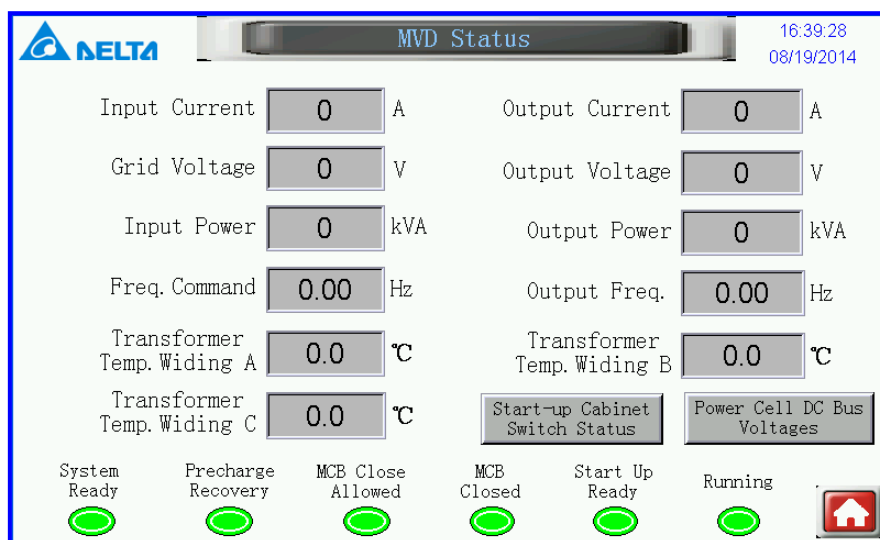 DELTA
MVD Status
16:39:28
08/19/2014
Input Current 0 A
Output Current 0 A
Grid Voltage 0 V
Output Voltage 0 V
Input Power 0 kVA
Output Power 0 kVA
Freq. Command 0.00 Hz
Output Freq. 0.00 Hz
Transformer
Temp. Widing A 0.0 ℃
Transformer
Temp. Widing B 0.0 ℃
Transformer
Temp. Widing C 0.0 ℃
Start-up Cabinet
Switch Status
Power Cell DC Bus
Voltages
System
Ready
Precharge
Recovery
MCB Close
Allowed
MCB
Closed
Start Up
Ready
Running